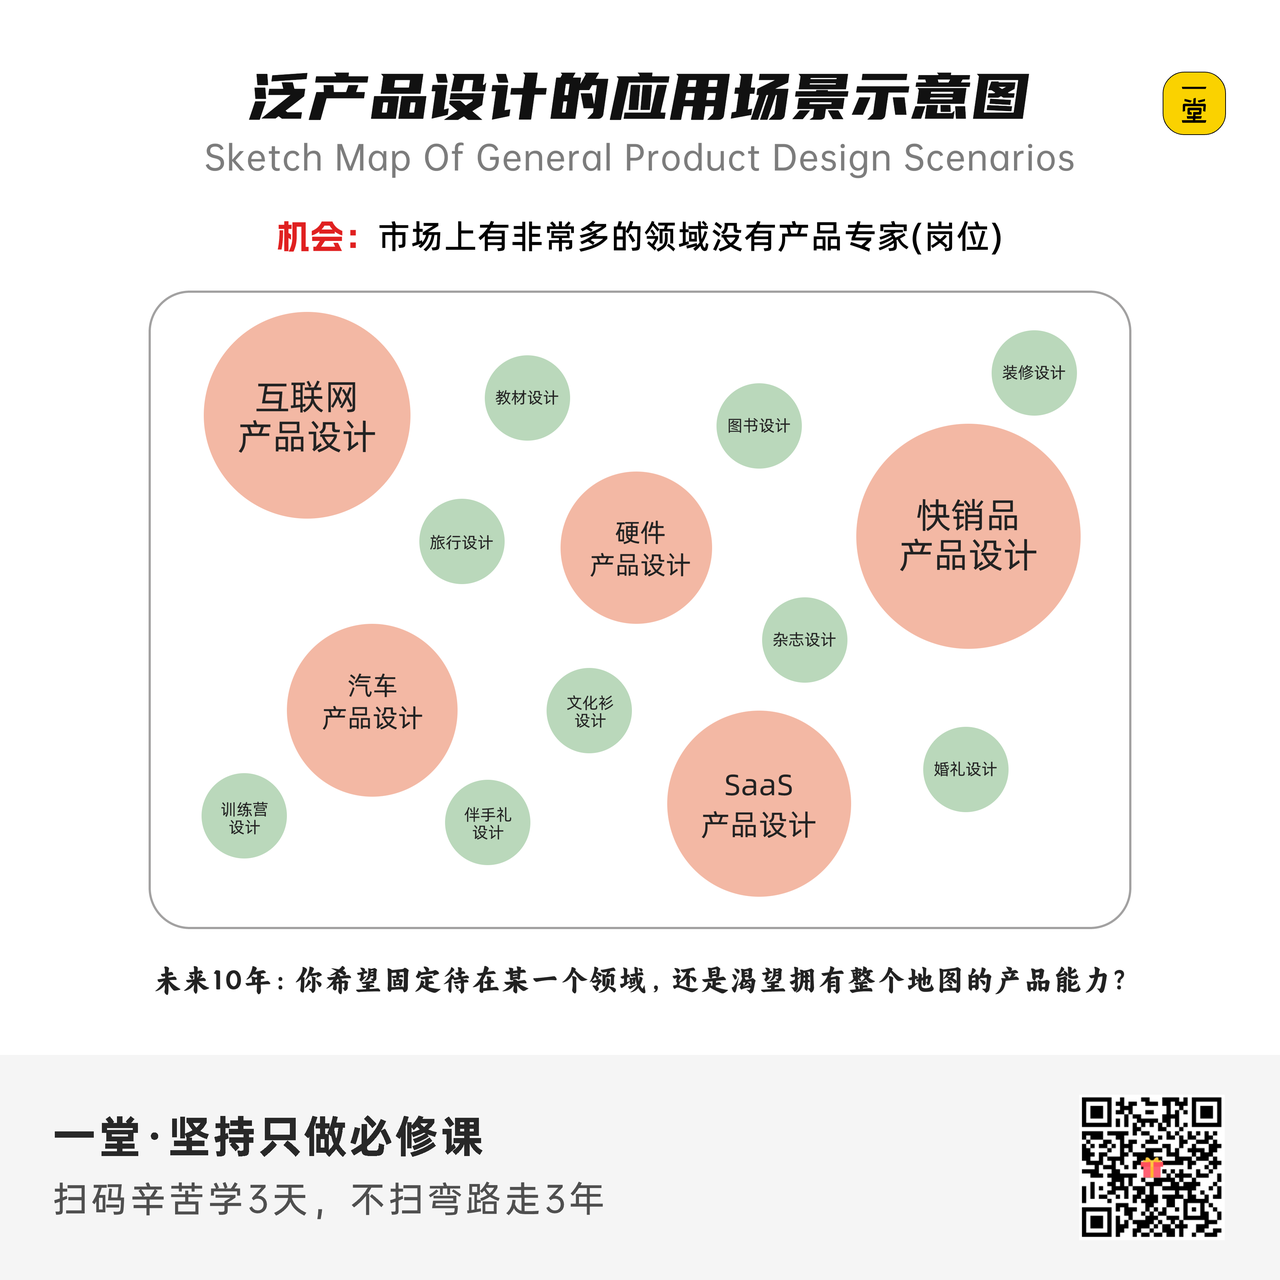 泛产品设计的应用场景示意图
一堂
Sketch Map Of General Product Design Scenarios
机会：市场上有非常多的领域没有产品专家(岗位)
互联网
产品设计
教材设计
图书设计
装修设计
旅行设计
硬件
产品设计
快销品
产品设计
杂志设计
汽车
产品设计
文化衫
设计
SaaS
产品设计
婚礼设计
训练营
设计
伴手礼
设计
未来10年：你希望固定待在某一个领域，还是渴望拥有整个地图的产品能力？
一堂·坚持只做必修课
扫码辛苦学3天，不扫弯路走3年